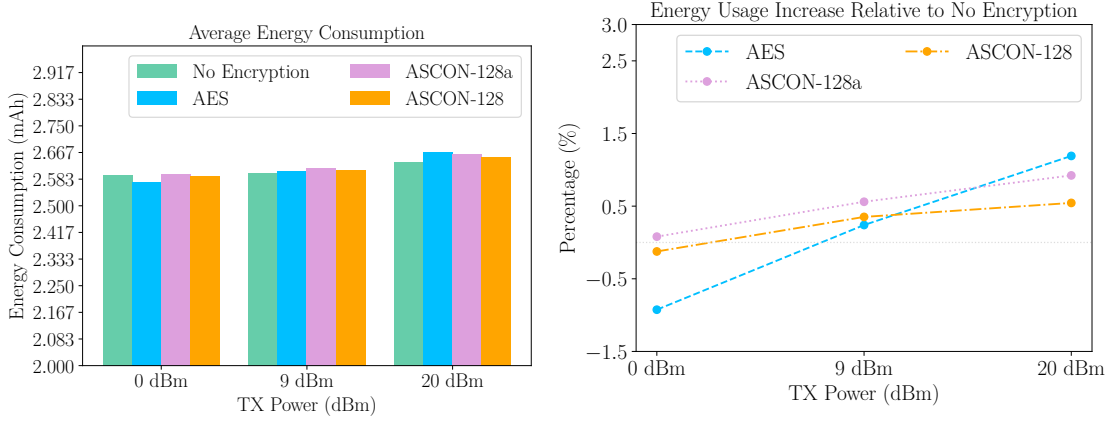 Average Energy Consumption
No Encryption
AES
ASCON-128a
ASCON-128
Energy Consumption (mAh)
2.917
2.833
2.750
2.667
2.583
2.500
2.417
2.333
2.250
2.167
2.083
2.000
0 dBm
9 dBm
20 dBm
TX Power (dBm)
Energy Usage Increase Relative to No Encryption
AES
ASCON-128a
ASCON-128
Percentage (%)
3.0
2.5
1.5
0.5
−0.5
−1.5
0 dBm
9 dBm
20 dBm
TX Power (dBm)